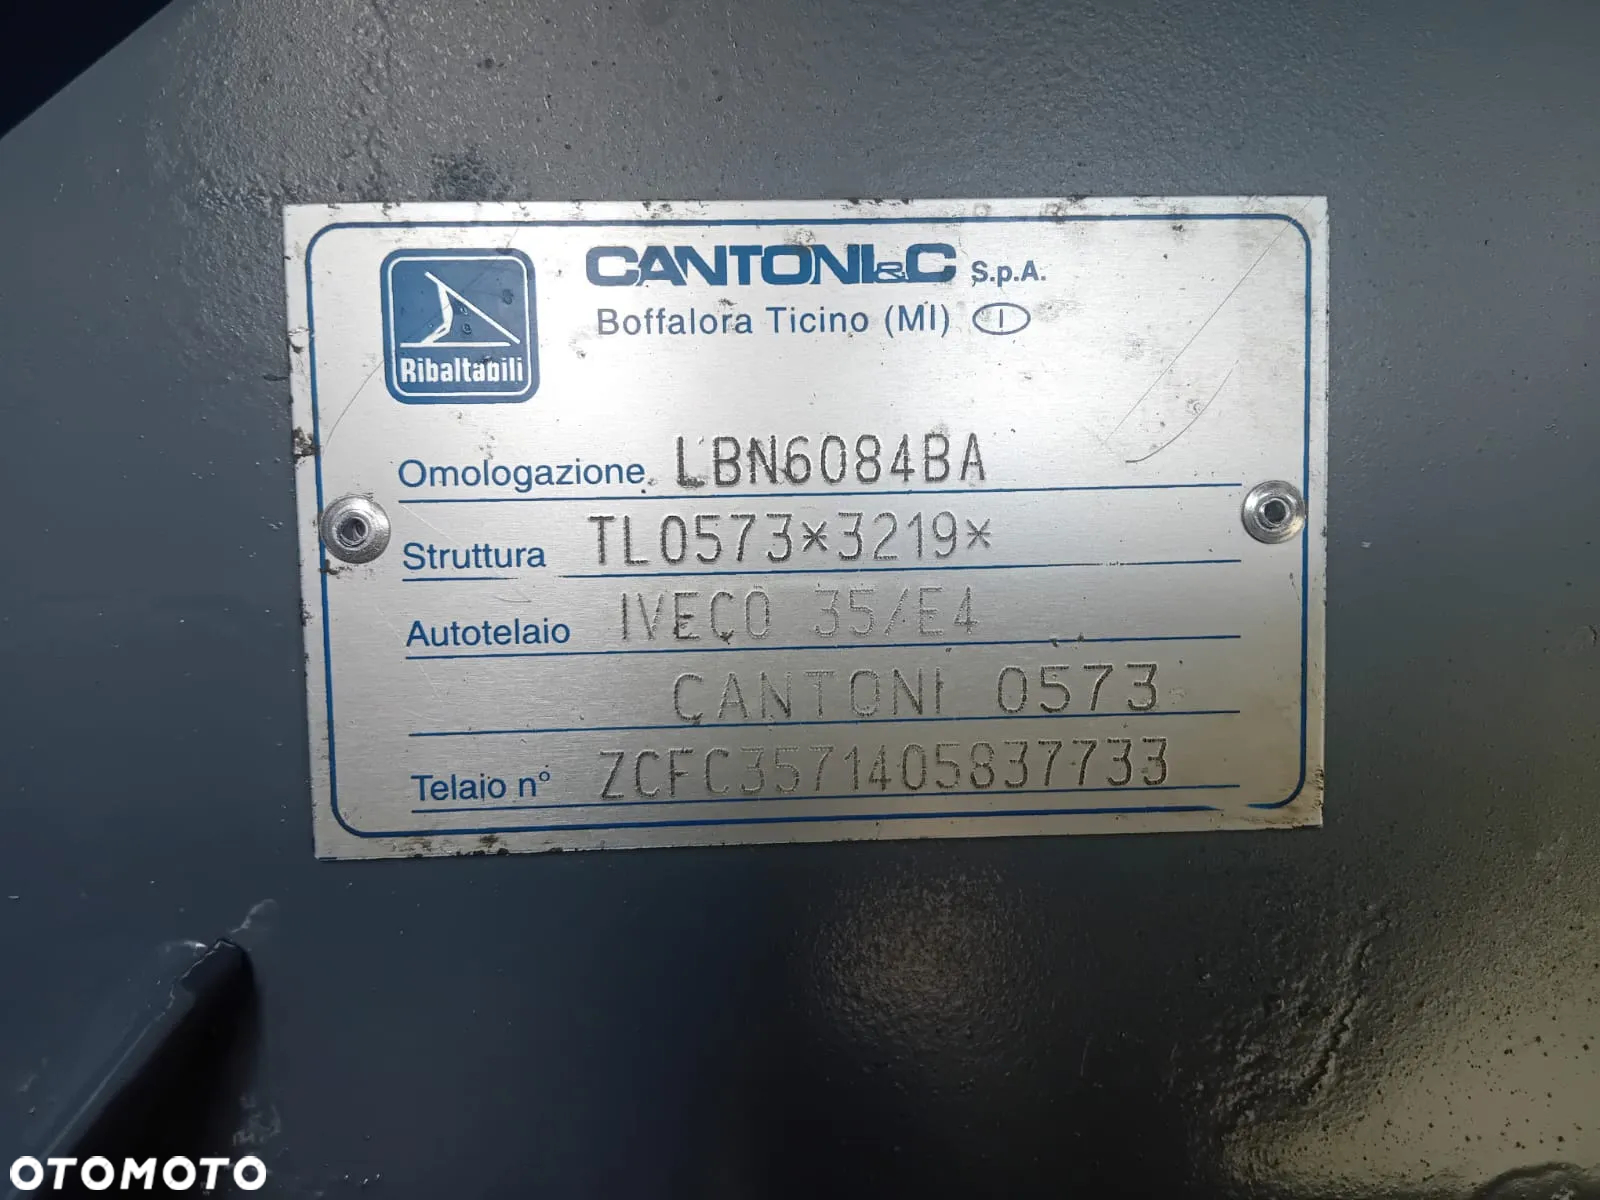 CANTONI&C S.p.A.
Boffalora Ticino (MI) I
Ribaltabili
Omologazione LBN6084BA
Struttura TL0573*3219*
Autotelaio IVECO 35/E4
CANTONI 0573
Telaio n° ZCFC3571405837733
OTOMOTO